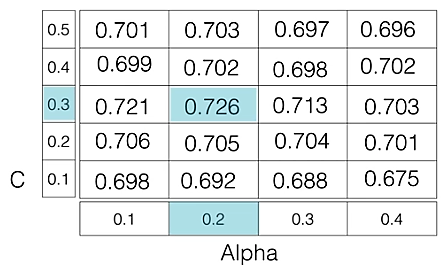 0.5 0.701 0.703 0.697 0.696
0.4 0.699 0.702 0.698 0.702
0.3 0.721 0.726 0.713 0.703
0.2 0.706 0.705 0.704 0.701
C 0.1 0.698 0.692 0.688 0.675
0.1 0.2 0.3 0.4
Alpha